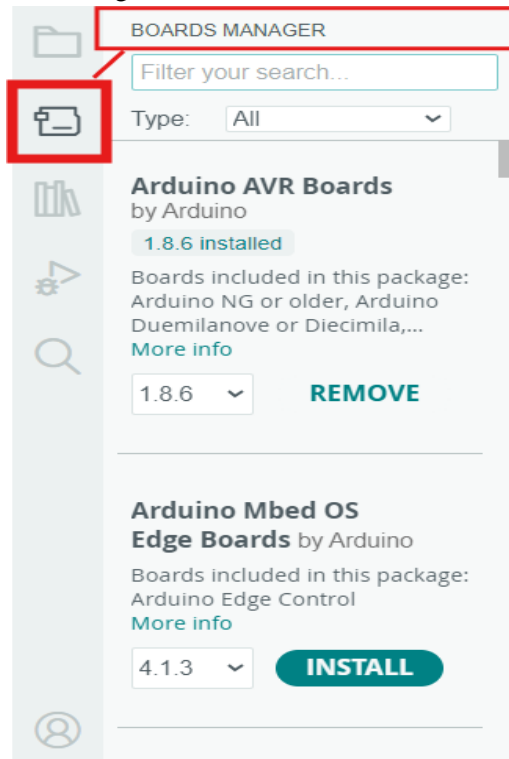 BOARDS MANAGER
Filter your search...
Type: All
Arduino AVR Boards
by Arduino
1.8.6 installed
Boards included in this package:
Arduino NG or older, Arduino
Duemilanove or Diecimila,...
More info
1.8.6 REMOVE
Arduino Mbed OS
Edge Boards by Arduino
Boards included in this package:
Arduino Edge Control
More info
4.1.3 INSTALL